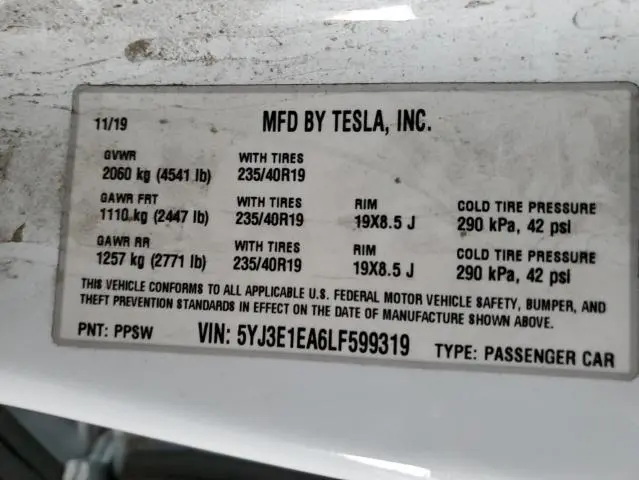 11/19 MFD BY TESLA, INC.
GVWR WITH TIRES
2060 kg (4541 lb) 235/40R19
GAWR FRT WITH TIRES RIM COLD TIRE PRESSURE
1110 kg (2447 lb) 235/40R19 19X8.5 J 290 kPa, 42 psi
GAWR RR WITH TIRES RIM COLD TIRE PRESSURE
1257 kg (2771 lb) 235/40R19 19X8.5 J 290 kPa, 42 psi
THIS VEHICLE CONFORMS TO ALL APPLICABLE U.S. FEDERAL MOTOR VEHICLE SAFETY, BUMPER, AND
THEFT PREVENTION STANDARDS IN EFFECT ON THE DATE OF MANUFACTURE SHOWN ABOVE.
PNT: PPSW VIN: 5YJ3E1EA6LF599319 TYPE: PASSENGER CAR